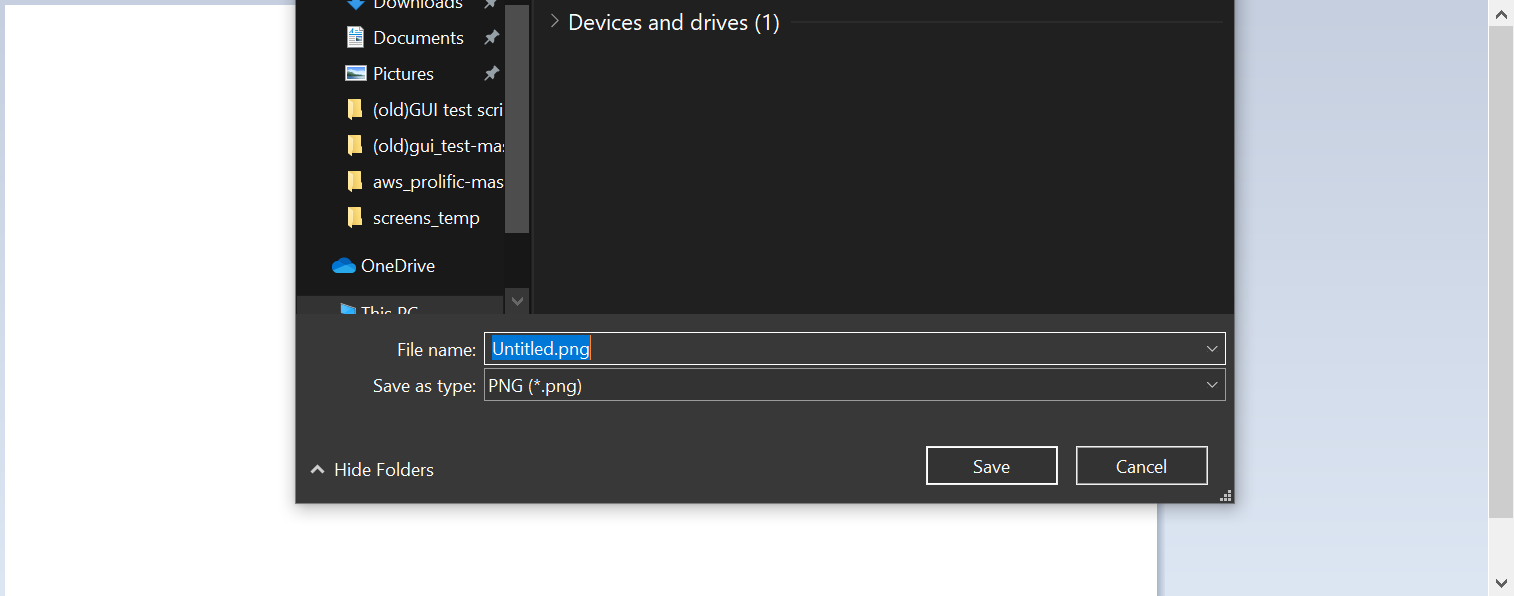 Downloads
Devices and drives (1)
Documents
Pictures
(old)GUI test scri
(old)gui_test-mas
aws_prolific-mas
screens_temp
OneDrive
This PC
File name: Untitled.png
Save as type: PNG (*.png)
Hide Folders
Save
Cancel